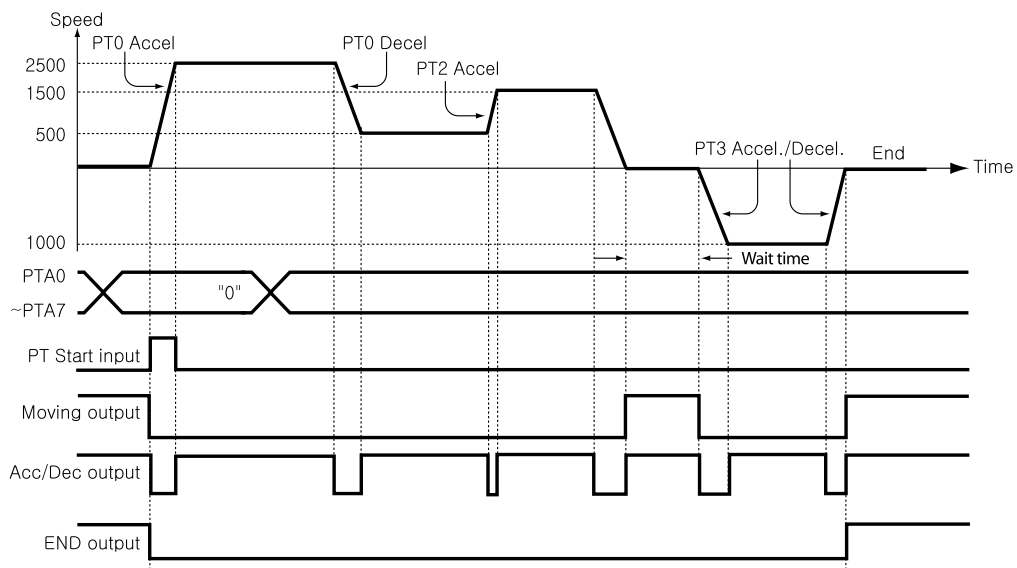 Speed
PT0 Accel
PT0 Decel
2500
PT2 Accel
1500
500
PT3 Accel./Decel.
End
Time
1000
Wait time
PTA0
"0"
~PTA7
PT Start input
Moving output
Acc/Dec output
END output